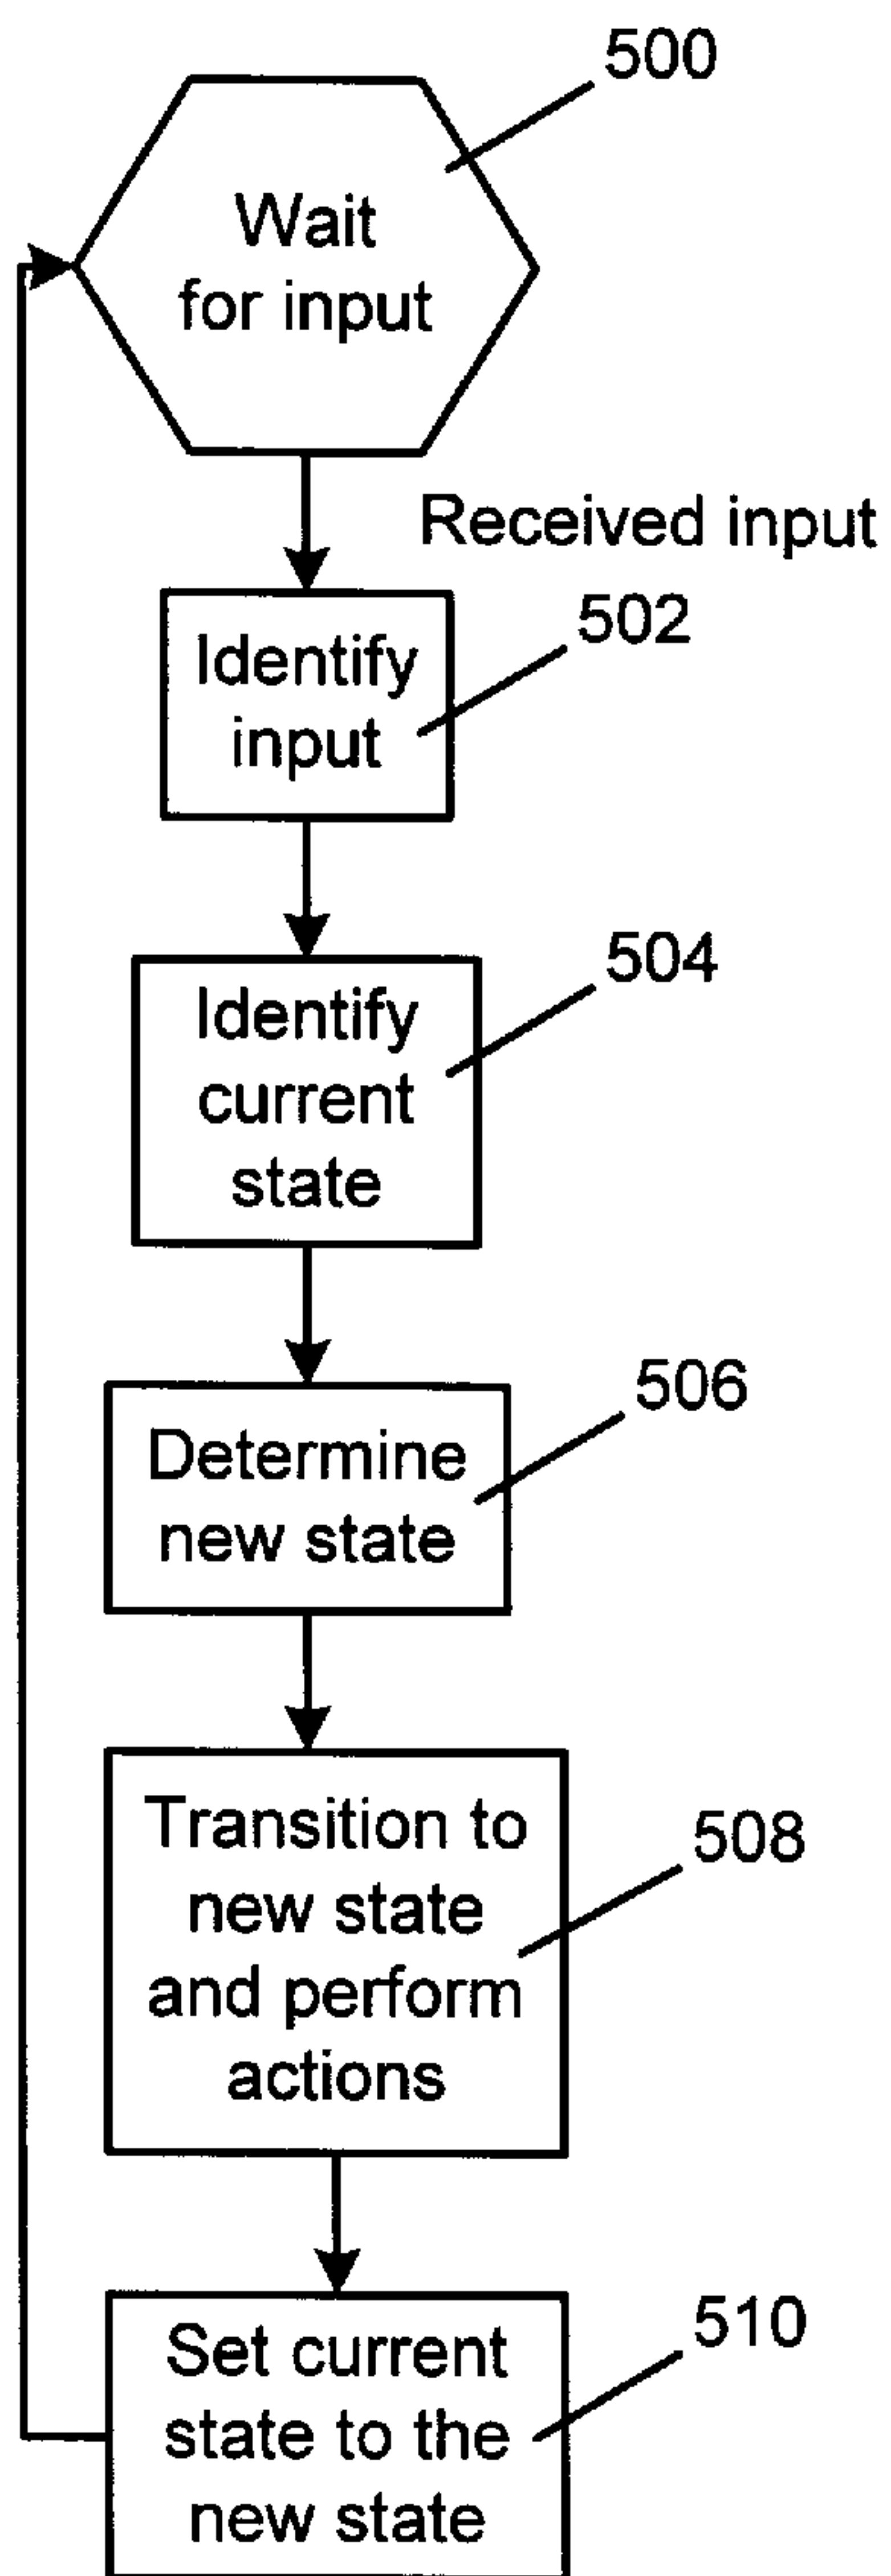 500
Wait
for input
Received input
502
Identify
input
504
Identify
current
state
506
Determine
new state
508
Transition to
new state
and perform
actions
510
Set current
state to the
new state